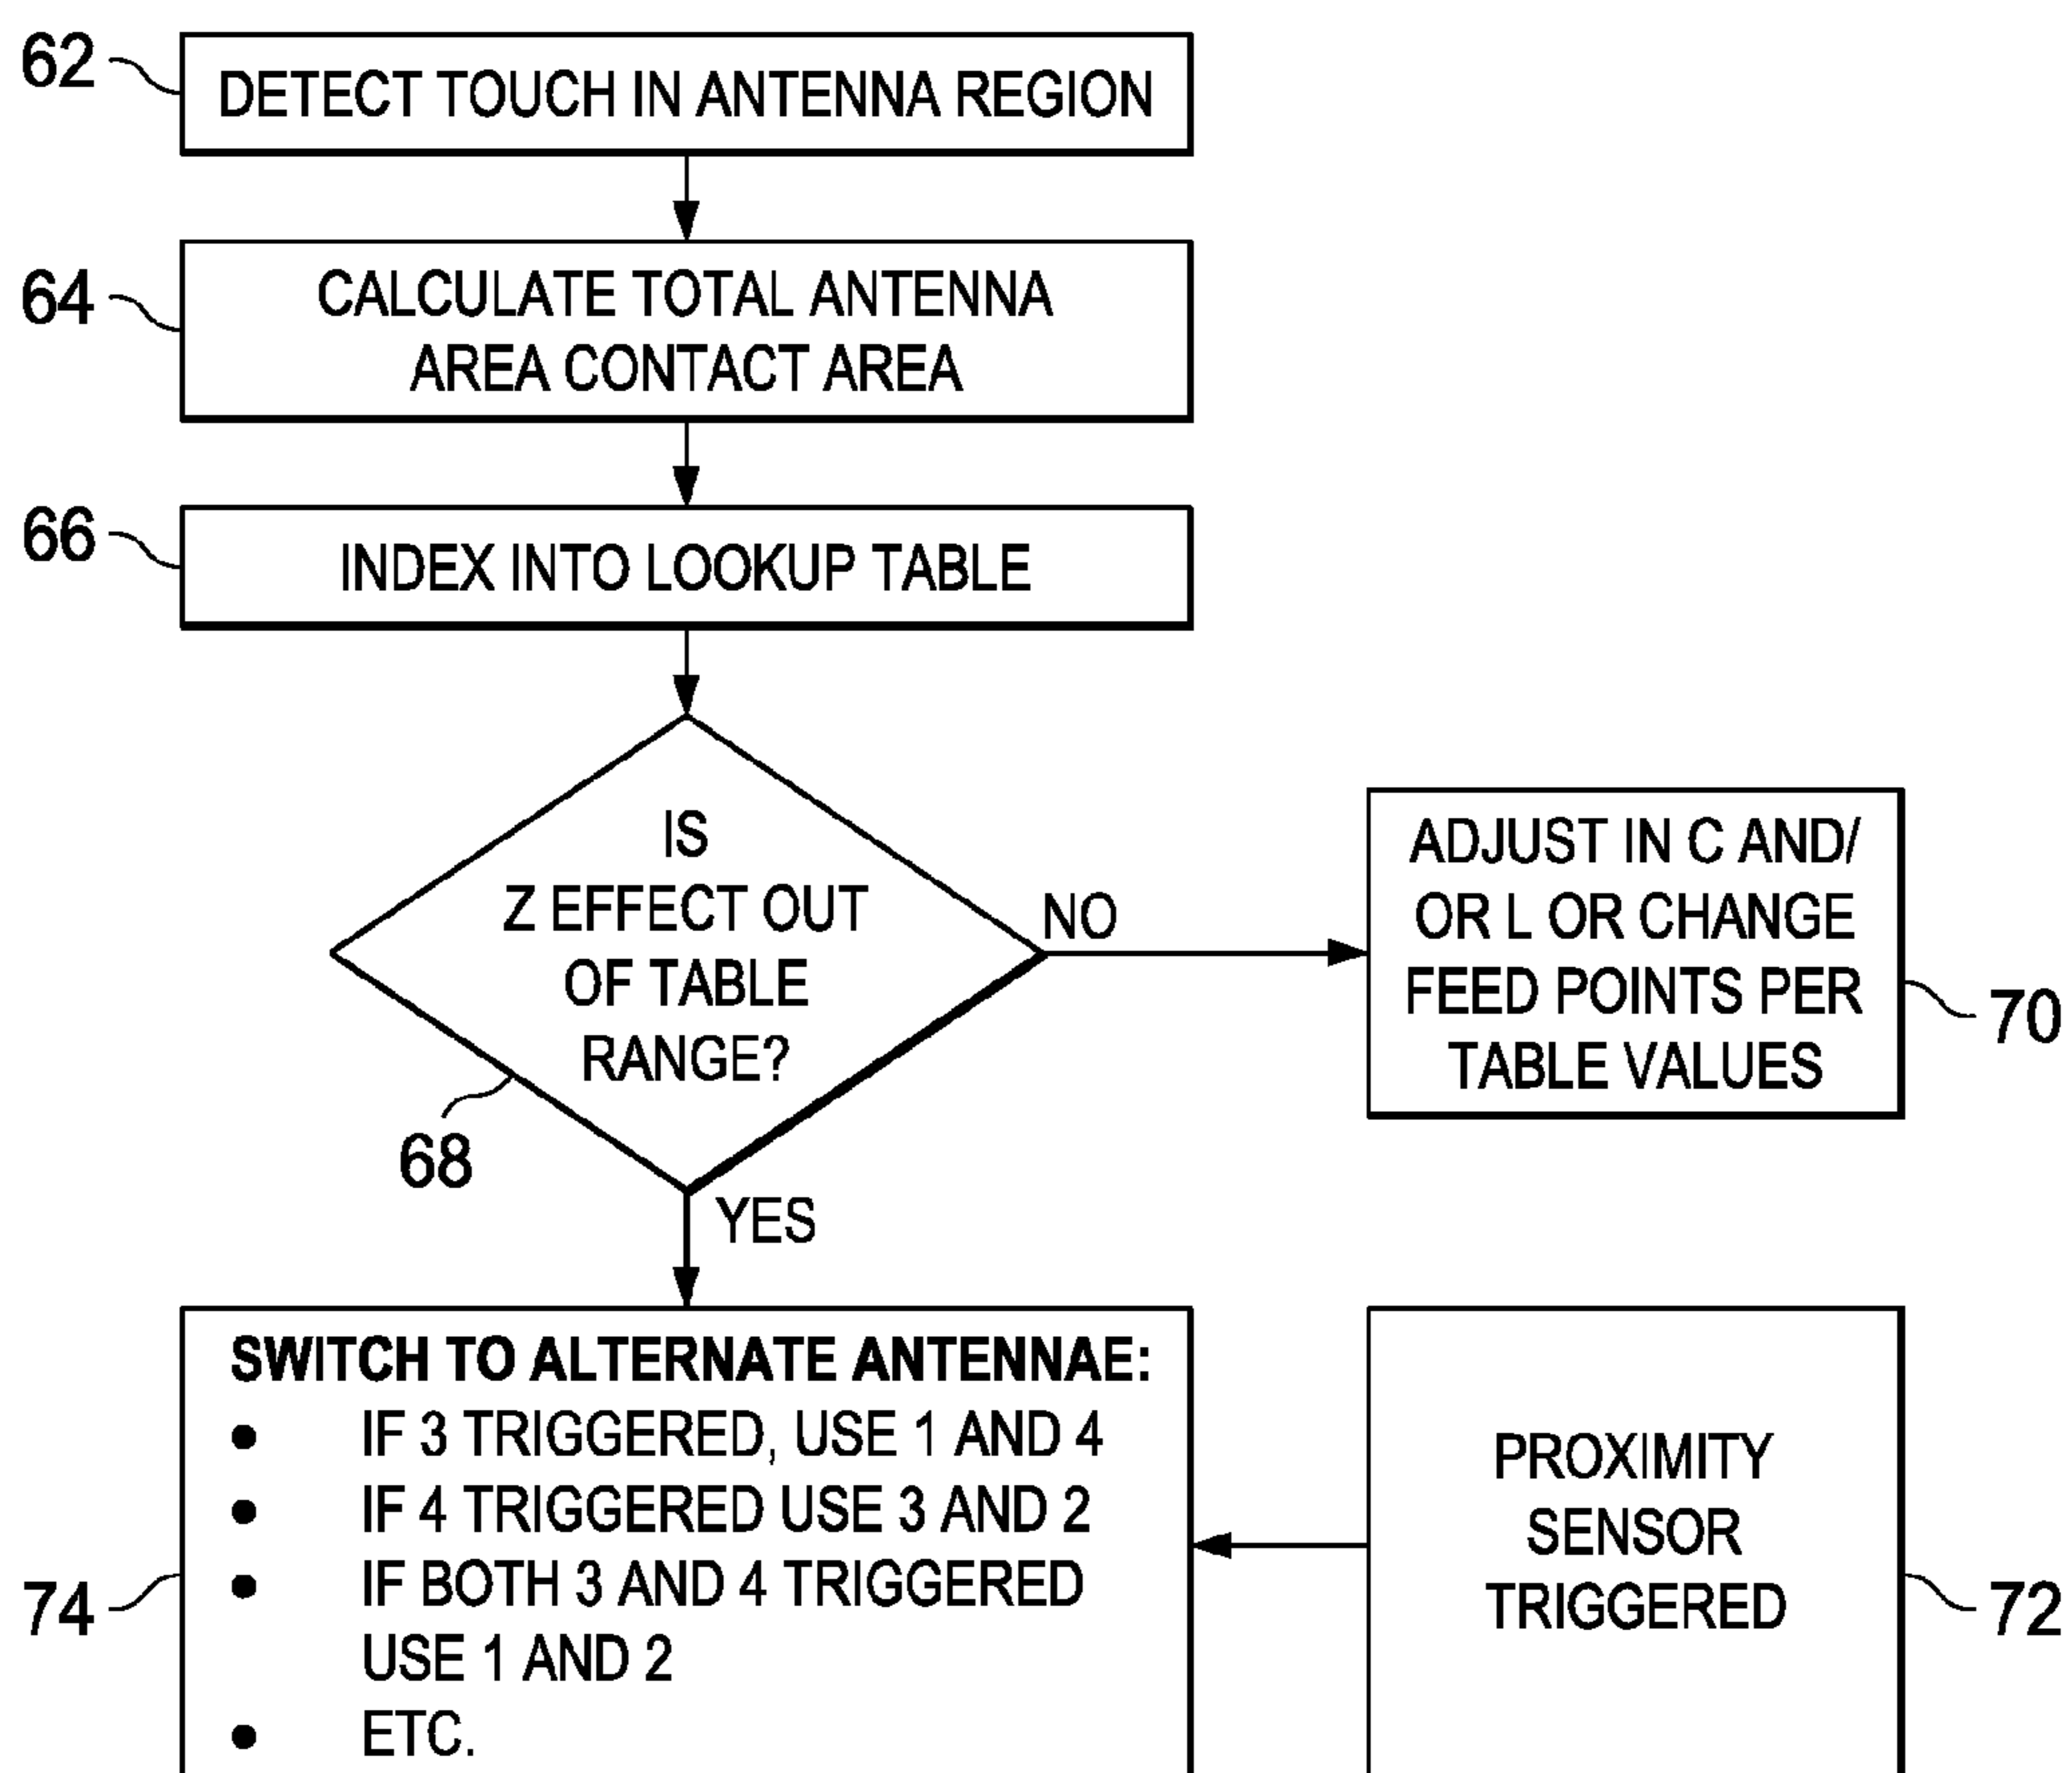 62
DETECT TOUCH IN ANTENNA REGION
64
CALCULATE TOTAL ANTENNA
AREA CONTACT AREA
66
INDEX INTO LOOKUP TABLE
IS
Z EFFECT OUT
OF TABLE
RANGE?
68
NO
ADJUST IN C AND/
OR L OR CHANGE
FEED POINTS PER
TABLE VALUES
70
YES
74
SWITCH TO ALTERNATE ANTENNAE:
● IF 3 TRIGGERED, USE 1 AND 4
● IF 4 TRIGGERED USE 3 AND 2
● IF BOTH 3 AND 4 TRIGGERED
USE 1 AND 2
● ETC.
PROXIMITY
SENSOR
TRIGGERED
72